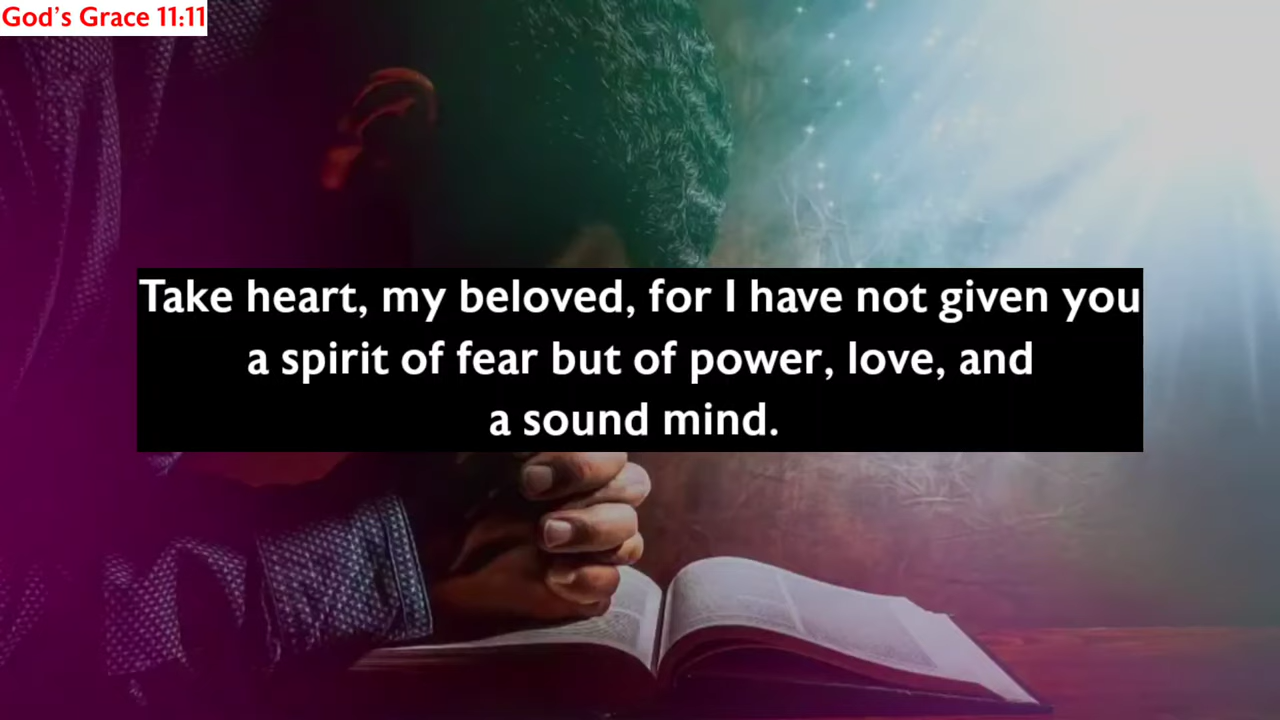 God's Grace 11:11
Take heart, my beloved, for I have not given you
a spirit of fear but of power, love, and
a sound mind.